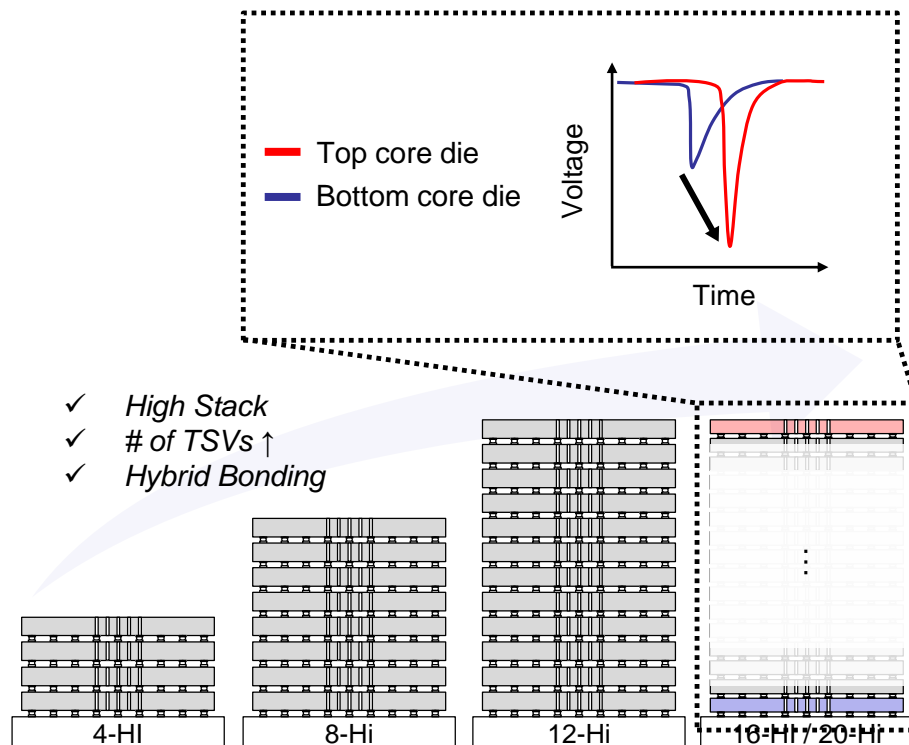 Top core die
Bottom core die
Voltage
Time
✓ High Stack
✓ # of TSVs ↑
✓ Hybrid Bonding
⋮
4-HI
8-Hi
12-Hi
16-HI / 20-Hi